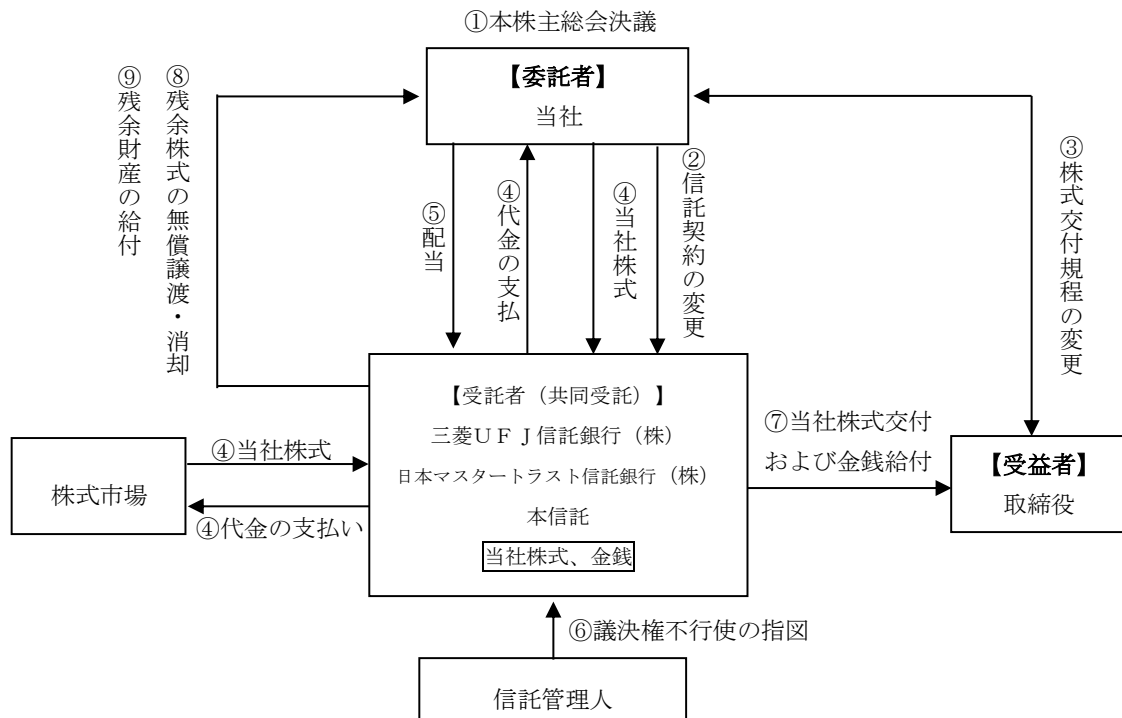 ①本株主総会決議
【委託者】
当社
⑨残余財産の給付
⑧残余株式の無償譲渡・消却
⑤配当
④代金の支払
④当社株式
②信託契約の変更
③株式交付規程の変更
【受託者（共同受託）】
三菱ＵＦＪ信託銀行（株）
日本マスタートラスト信託銀行（株）
本信託
当社株式、金銭
株式市場
④当社株式
④代金の支払い
⑦当社株式交付
および金銭給付
【受益者】
取締役
⑥議決権不行使の指図
信託管理人